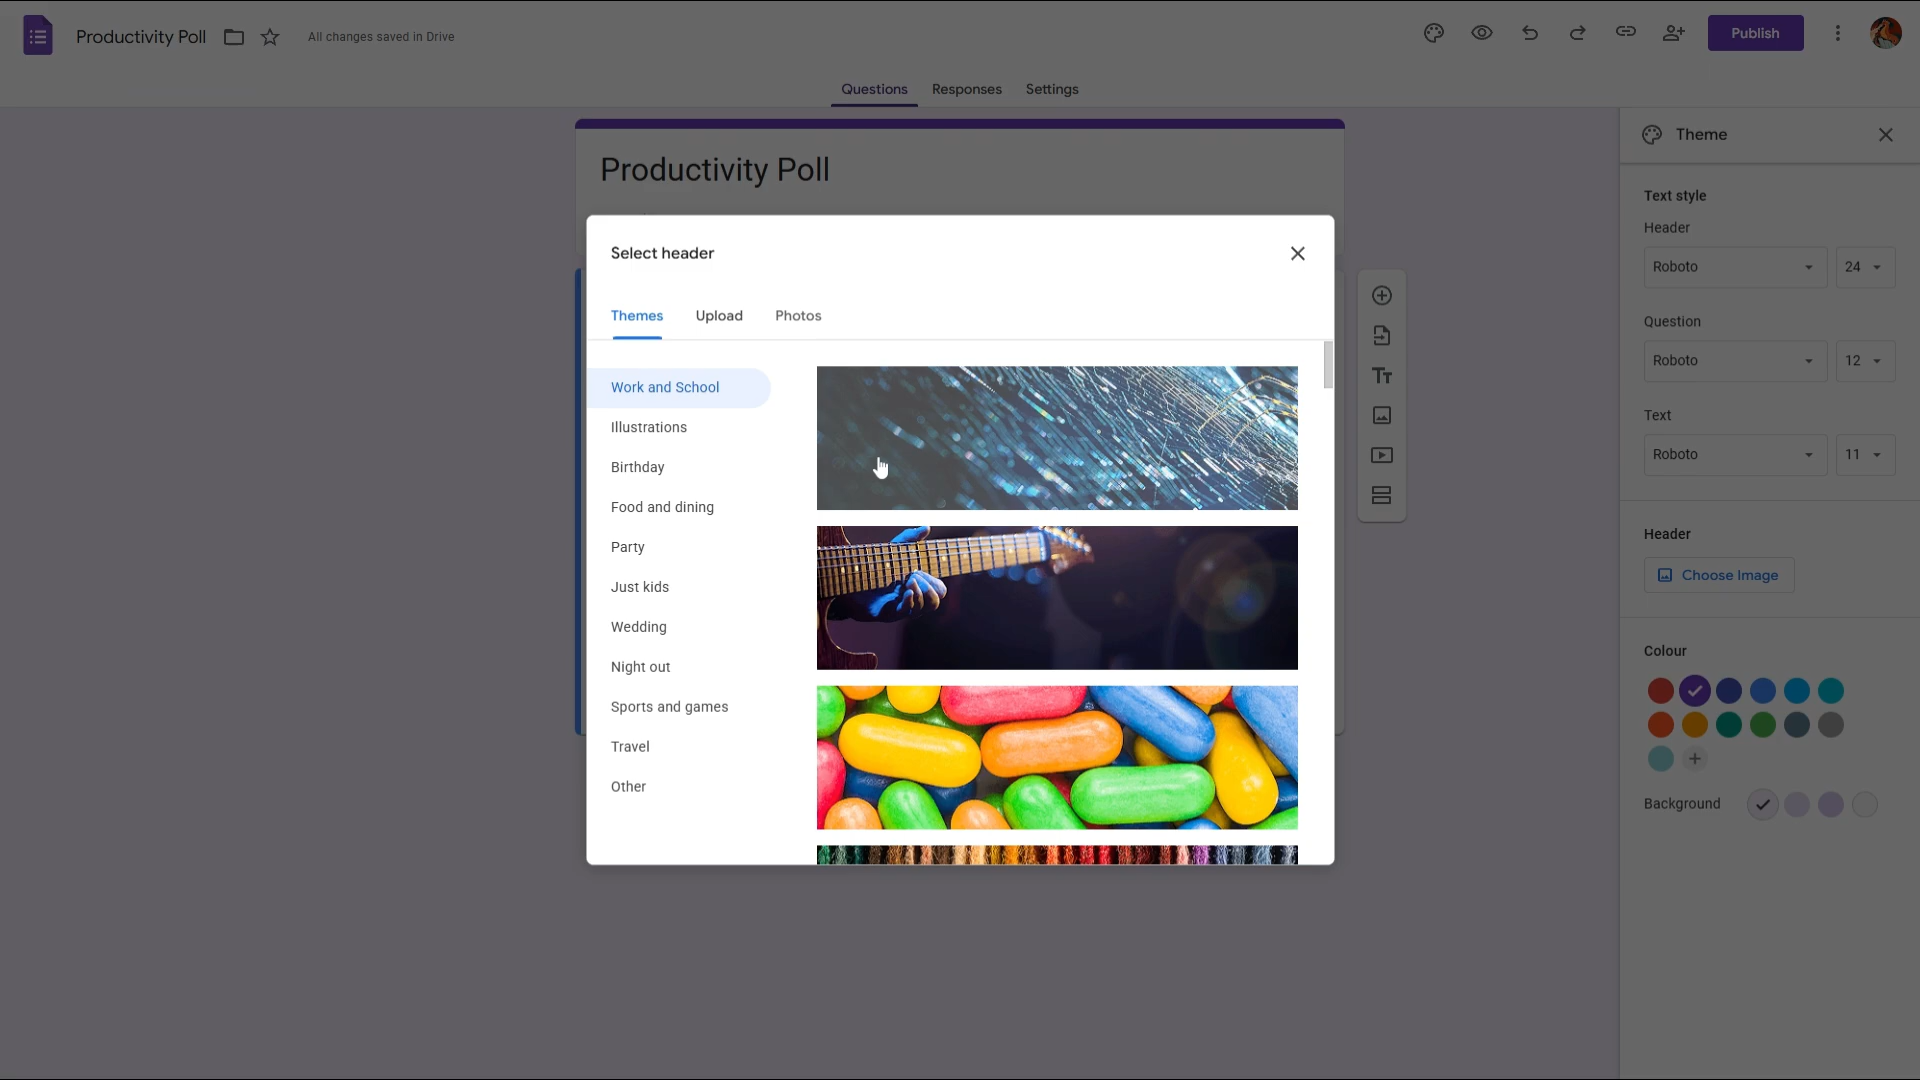 Productivity Poll
All changes saved in Drive
Publish
Questions Responses Settings
Productivity Poll
Select header
Themes Upload Photos
Work and School
Illustrations
Birthday
Food and dining
Party
Just kids
Wedding
Night out
Sports and games
Travel
Other
Tт
Theme
Text style
Header
Roboto 24
Question
Roboto 12
Text
Roboto 11
Header
Choose Image
Colour
Background